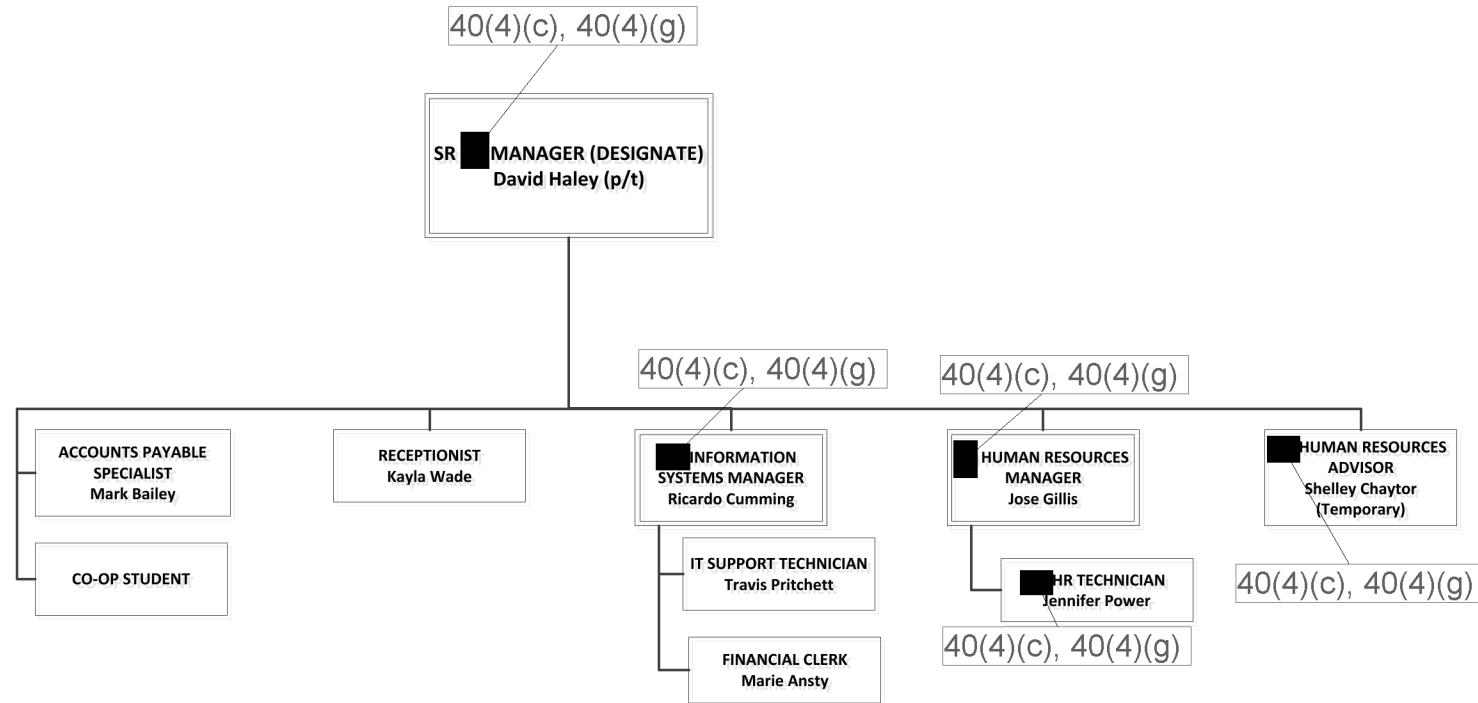 40(4)(c), 40(4)(g)
SR MANAGER (DESIGNATE)
David Haley (p/t)
40(4)(c), 40(4)(g)
40(4)(c), 40(4)(g)
ACCOUNTS PAYABLE
SPECIALIST
Mark Bailey
RECEPTIONIST
Kayla Wade
INFORMATION
SYSTEMS MANAGER
Ricardo Cumming
HUMAN RESOURCES
MANAGER
Jose Gillis
HUMAN RESOURCES
ADVISOR
Shelley Chaytor
(Temporary)
CO-OP STUDENT
IT SUPPORT TECHNICIAN
Travis Pritchett
HR TECHNICIAN
Jennifer Power
40(4)(c), 40(4)(g)
40(4)(c), 40(4)(g)
FINANCIAL CLERK
Marie Ansty